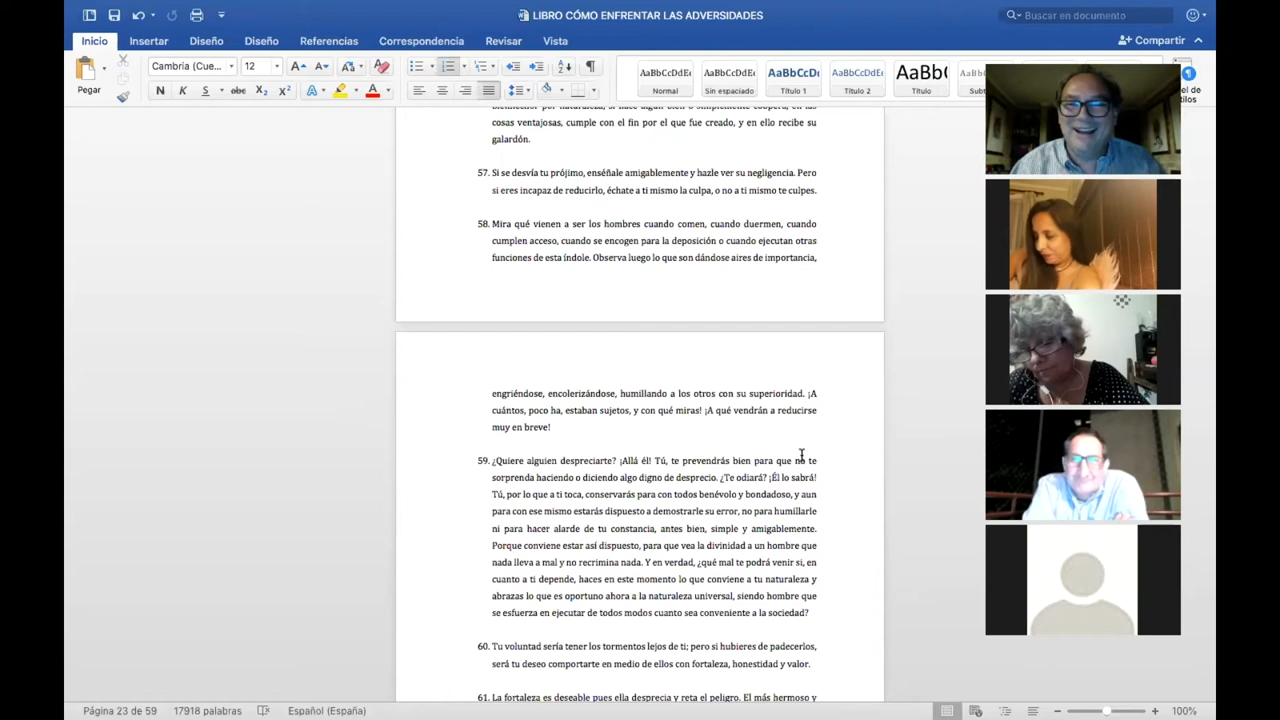 LIBRO CÓMO ENFRENTAR LAS ADVERSIDADES
Buscar en documento
Inicio Insertar Diseño Diseño Referencias Correspondencia Revisar Vista
Compartir
Pegar
Cambria (Cue... 12
N K S abc X₂ X² A A
AaBbCcDdEe AaBbCcDdEe AaBbCcDc AaBbCcDdEe AaBbC
Normal Sin espaciado Título 1 Título 2 Título
cosas ventajosas, cumple con el fin por el que fue creado, y en ello recibe su
galardón.
57. Si se desvía tu prójimo, enséñale amigablemente y hazle ver su negligencia. Pero
si eres incapaz de reducirlo, échate a ti mismo la culpa, o no a ti mismo te culpes.
58. Mira qué vienen a ser los hombres cuando comen, cuando duermen, cuando
cumplen acceso, cuando se encogen para la deposición o cuando ejecutan otras
funciones de esta índole. Observa luego lo que son dándose aires de importancia,
engriéndose, encolerizándose, humillando a los otros con su superioridad. ¡A
cuántos, poco ha, estaban sujetos, y con qué miras! ¡A qué vendrán a reducirse
muy en breve!
59. ¿Quiere alguien despreciarte? ¡Allá él! Tú, te prevendrás bien para que no te
sorprenda haciendo o diciendo algo digno de desprecio. ¿Te odiará? ¡Él lo sabrá!
Tú, por lo que a ti toca, conservarás para con todos benévolo y bondadoso, y aun
para con ese mismo estarás dispuesto a demostrarle su error, no para humillarle
ni para hacer alarde de tu constancia, antes bien, simple y amigablemente.
Porque conviene estar así dispuesto, para que vea la divinidad a un hombre que
nada lleva a mal y no recrimina nada. Y en verdad, ¿qué mal te podrá venir si, en
cuanto a ti depende, haces en este momento lo que conviene a tu naturaleza y
abrazas lo que es oportuno ahora a la naturaleza universal, siendo hombre que
se esfuerza en ejecutar de todos modos cuanto sea conveniente a la sociedad?
60. Tu voluntad sería tener los tormentos lejos de ti; pero si hubieres de padecerlos,
será tu deseo comportarte en medio de ellos con fortaleza, honestidad y valor.
61. La fortaleza es deseable pues ella desprecia y reta el peligro. El más hermoso y
Página 23 de 59 17918 palabras Español (España) 100%